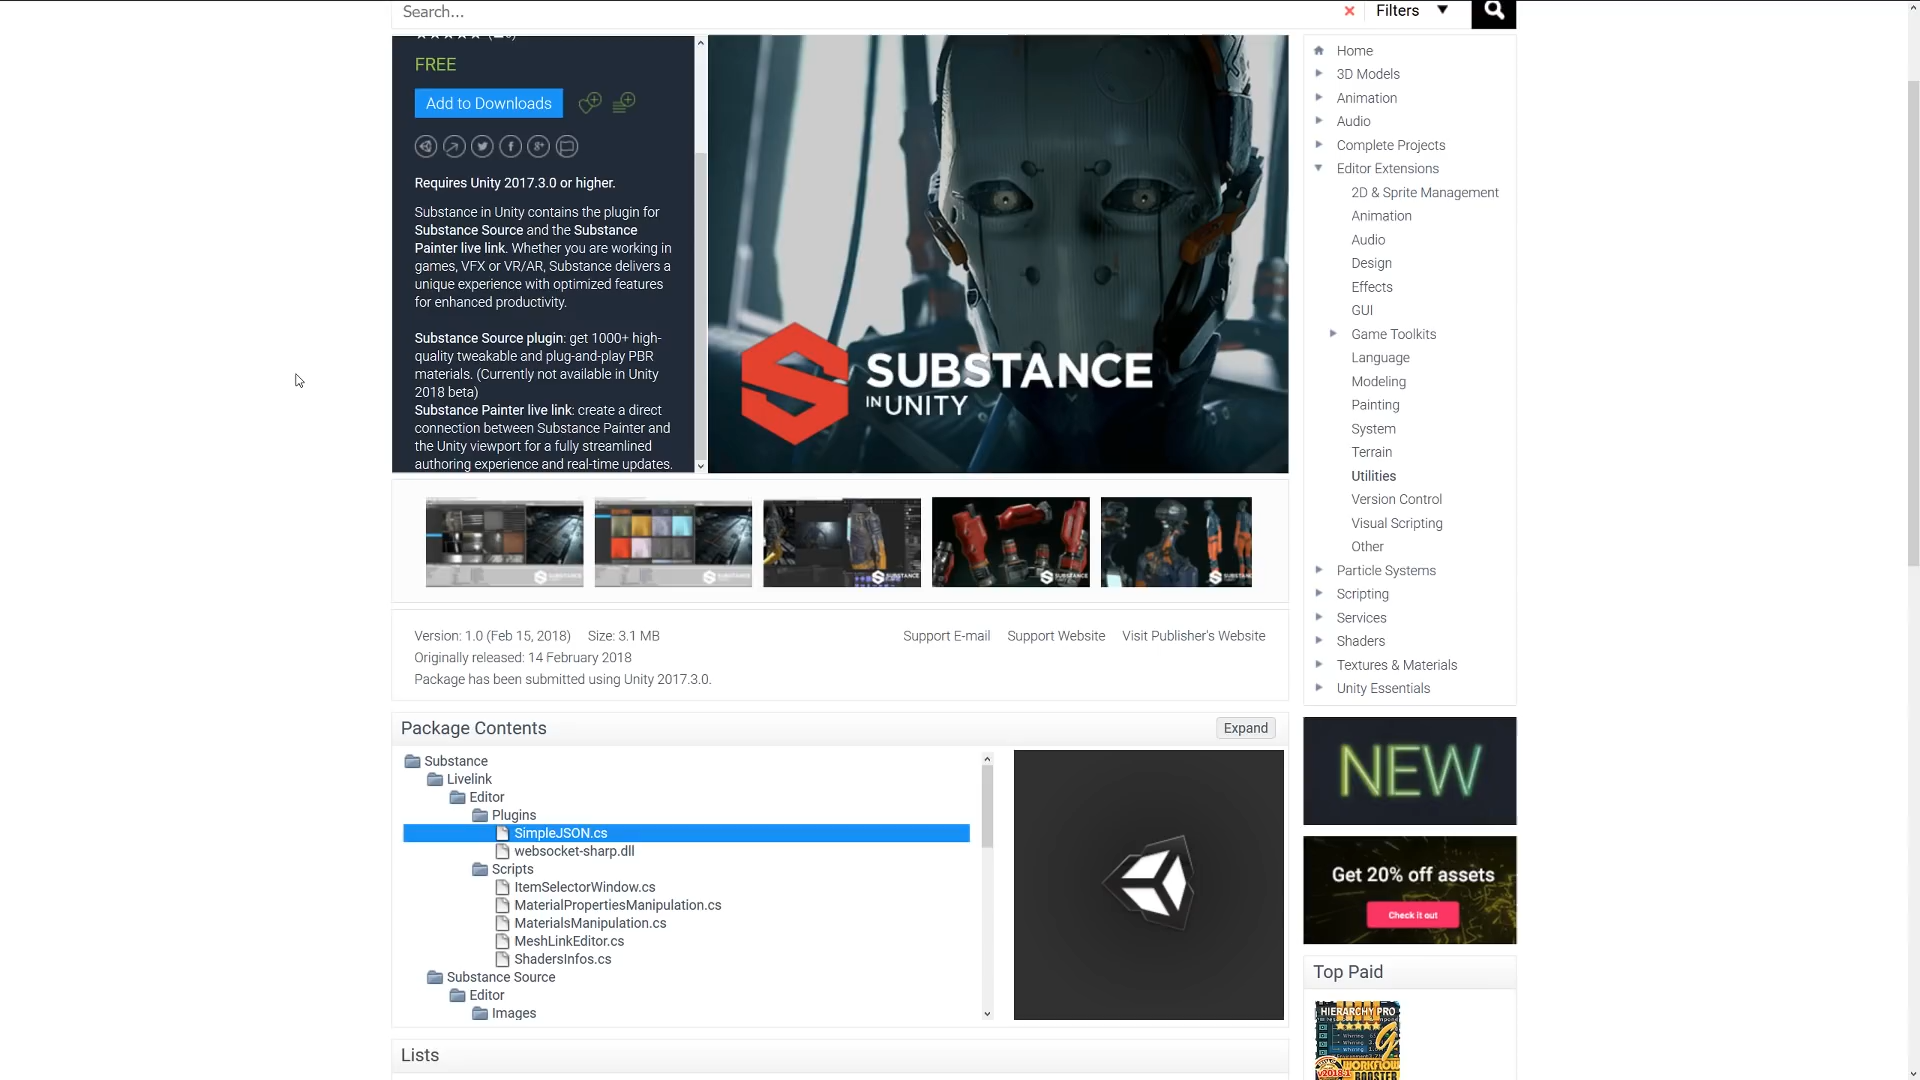 Search...
Filters
FREE
Add to Downloads
Requires Unity 2017.3.0 or higher.
Substance in Unity contains the plugin for
Substance Source and the Substance
Painter live link. Whether you are working in
games, VFX or VR/AR, Substance delivers a
unique experience with optimized features
for enhanced productivity.
Substance Source plugin: get 1000+ high-
quality tweakable and plug-and-play PBR
materials. (Currently not available in Unity
2018 beta)
Substance Painter live link: create a direct
connection between Substance Painter and
the Unity viewport for a fully streamlined
authoring experience and real-time updates.
SUBSTANCE
IN UNITY
Version: 1.0 (Feb 15, 2018) Size: 3.1 MB
Support E-mail Support Website Visit Publisher's Website
Originally released: 14 February 2018
Package has been submitted using Unity 2017.3.0.
Package Contents
Expand
Substance
Livelink
Editor
Plugins
SimpleJSON.cs
websocket-sharp.dll
Scripts
ItemSelectorWindow.cs
MaterialPropertiesManipulation.cs
MaterialsManipulation.cs
MeshLinkEditor.cs
ShadersInfos.cs
Substance Source
Editor
Images
Lists
Home
3D Models
Animation
Audio
Complete Projects
Editor Extensions
2D & Sprite Management
Animation
Audio
Design
Effects
GUI
Game Toolkits
Language
Modeling
Painting
System
Terrain
Utilities
Version Control
Visual Scripting
Other
Particle Systems
Scripting
Services
Shaders
Textures & Materials
Unity Essentials
NEW
Get 20% off assets
Check it out
Top Paid
HIERARCHY PRO
WORKFLOW
BOOSTER